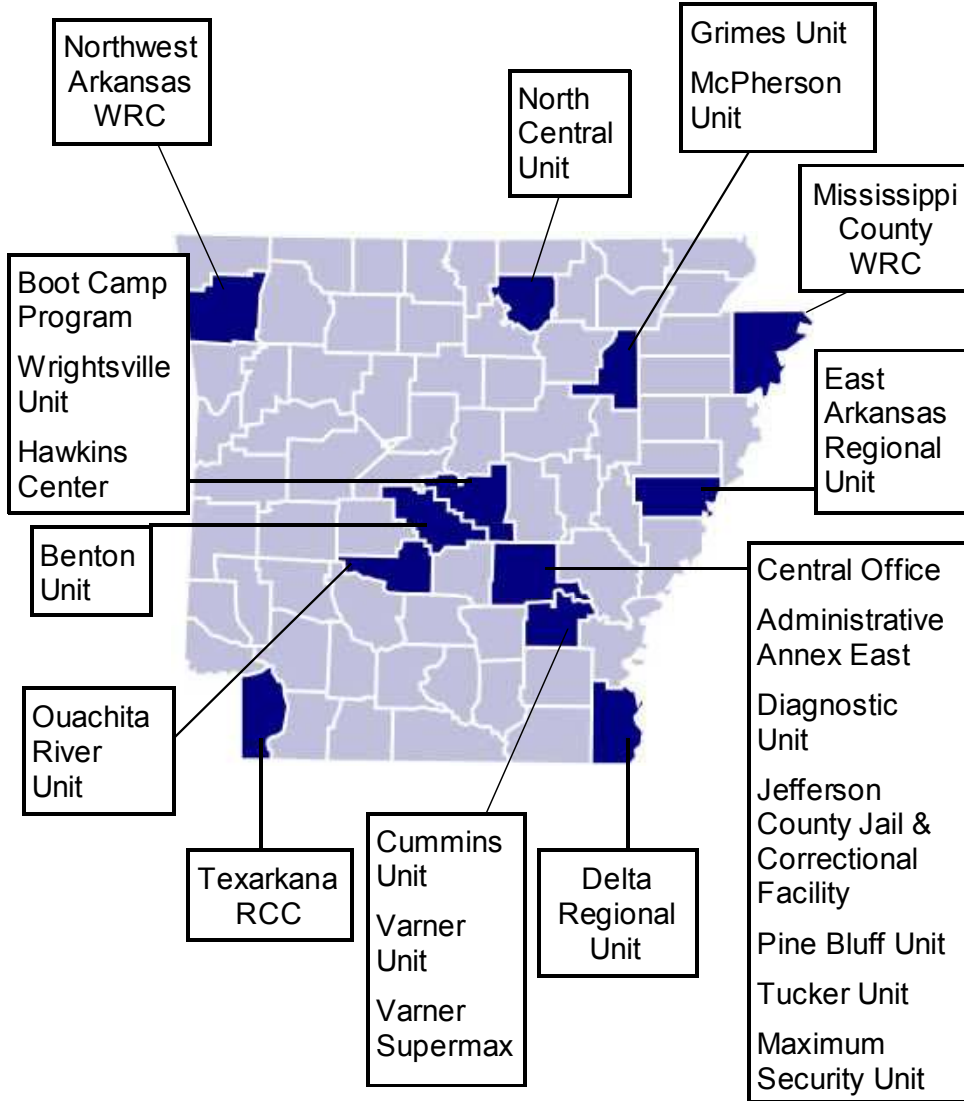 Northwest
Arkansas
WRC
North
Central
Unit
Grimes Unit
McPherson
Unit
Mississippi
County
WRC
Boot Camp
Program
Wrightsville
Unit
Hawkins
Center
East
Arkansas
Regional
Unit
Benton
Unit
Central Office
Administrative
Annex East
Diagnostic
Unit
Jefferson
County Jail &
Correctional
Facility
Pine Bluff Unit
Tucker Unit
Maximum
Security Unit
Ouachita
River
Unit
Texarkana
RCC
Cummins
Unit
Varner
Unit
Varner
Supermax
Delta
Regional
Unit